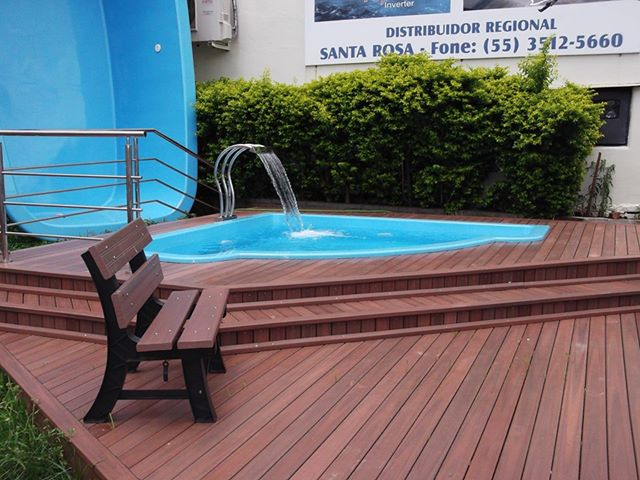 Inverter
DISTRIBUIDOR REGIONAL
SANTA ROSA - Fone: (55) 3512-5660